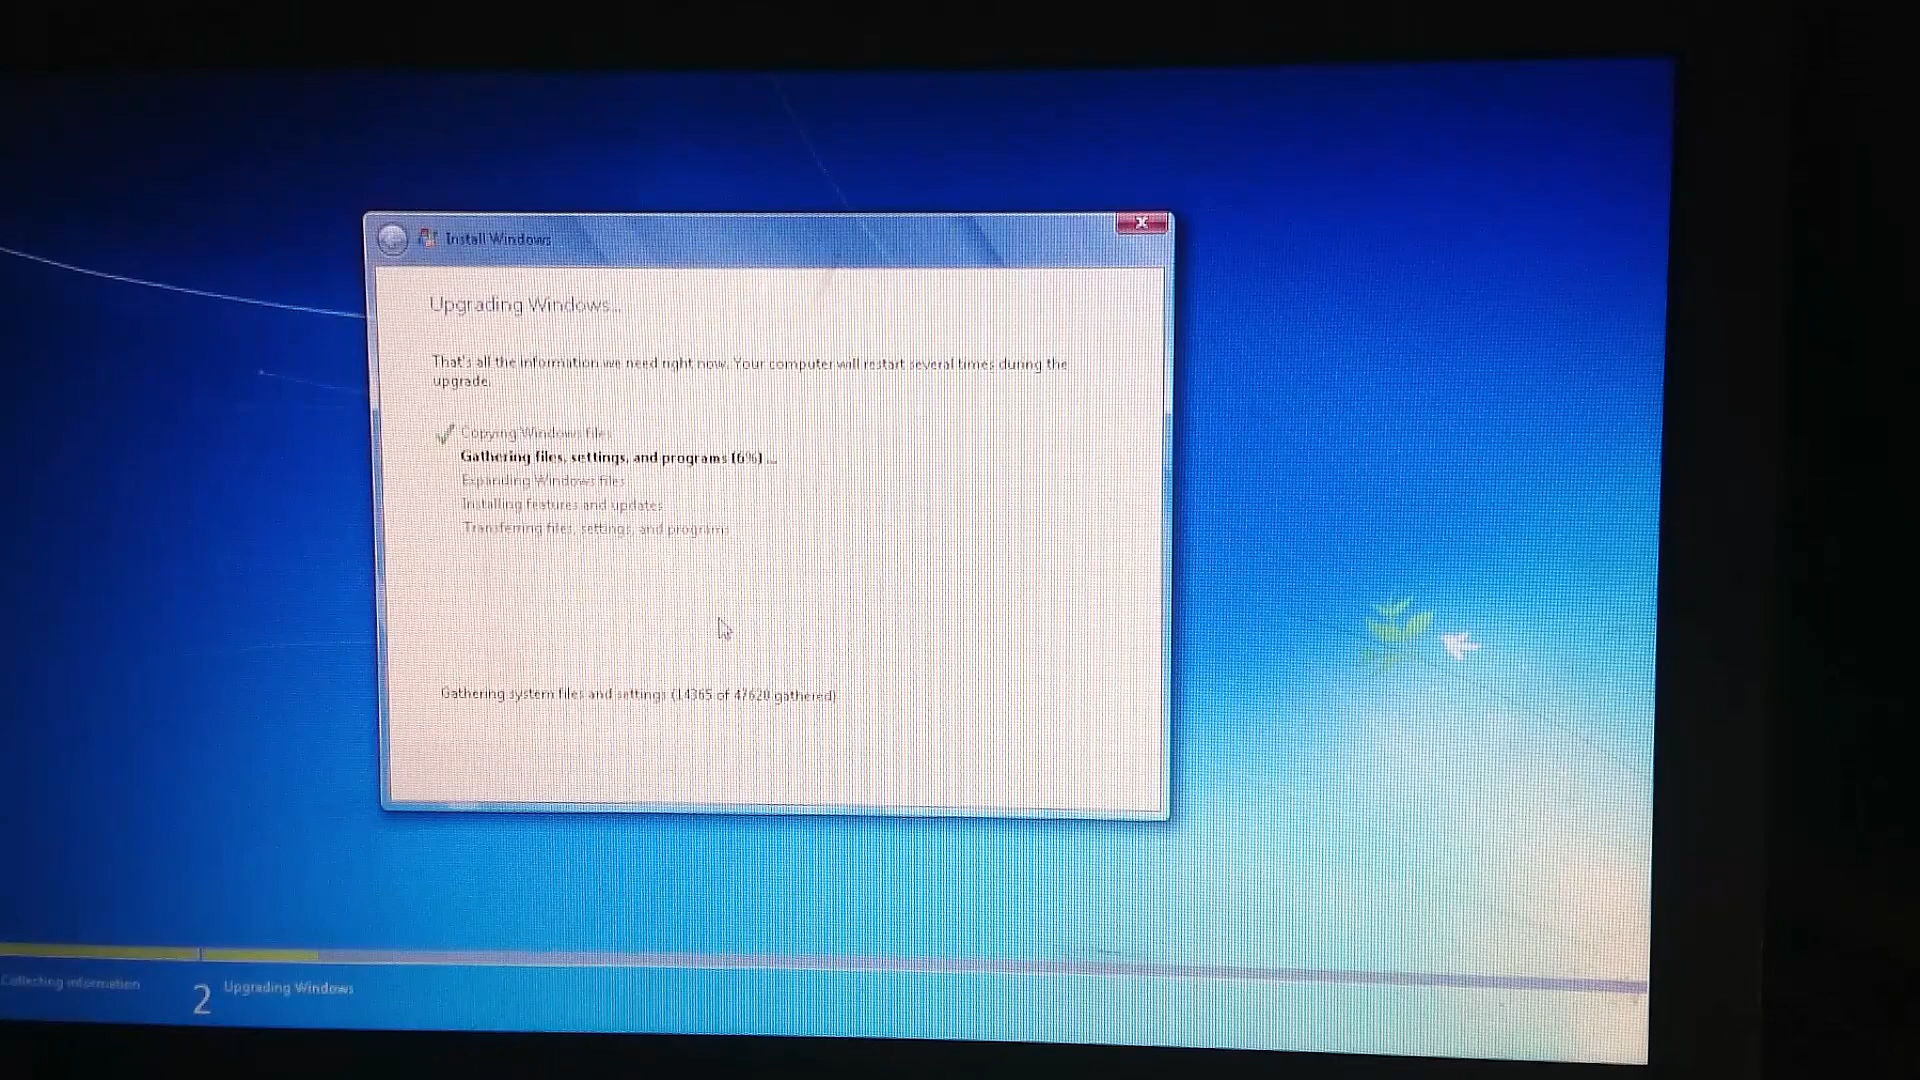 Install Windows
Upgrading Windows...
That's all the information we need right now. Your computer will restart several times during the
upgrade.
Copying Windows files
Gathering files, settings, and programs (6%) ...
Expanding Windows files
Installing features and updates
Transferring files, settings, and programs
Gathering system files and settings (14365 of 47620 gathered)
Collecting information
2 Upgrading Windows